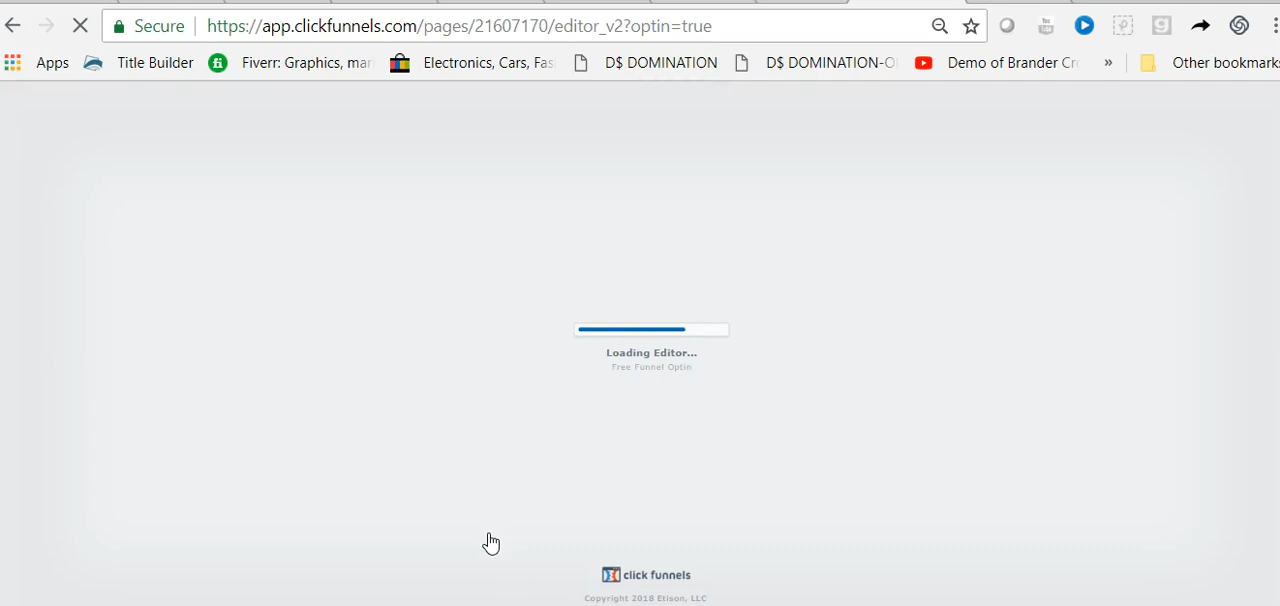 Secure https://app.clickfunnels.com/pages/21607170/editor_v2?optin=true
Apps Title Builder Fiverr: Graphics, mar Electronics, Cars, Fas D$ DOMINATION D$ DOMINATION-O Demo of Brander Cr » Other bookmarks
Loading Editor...
Free Funnel Optin
click funnels
Copyright 2018 Etison, LLC